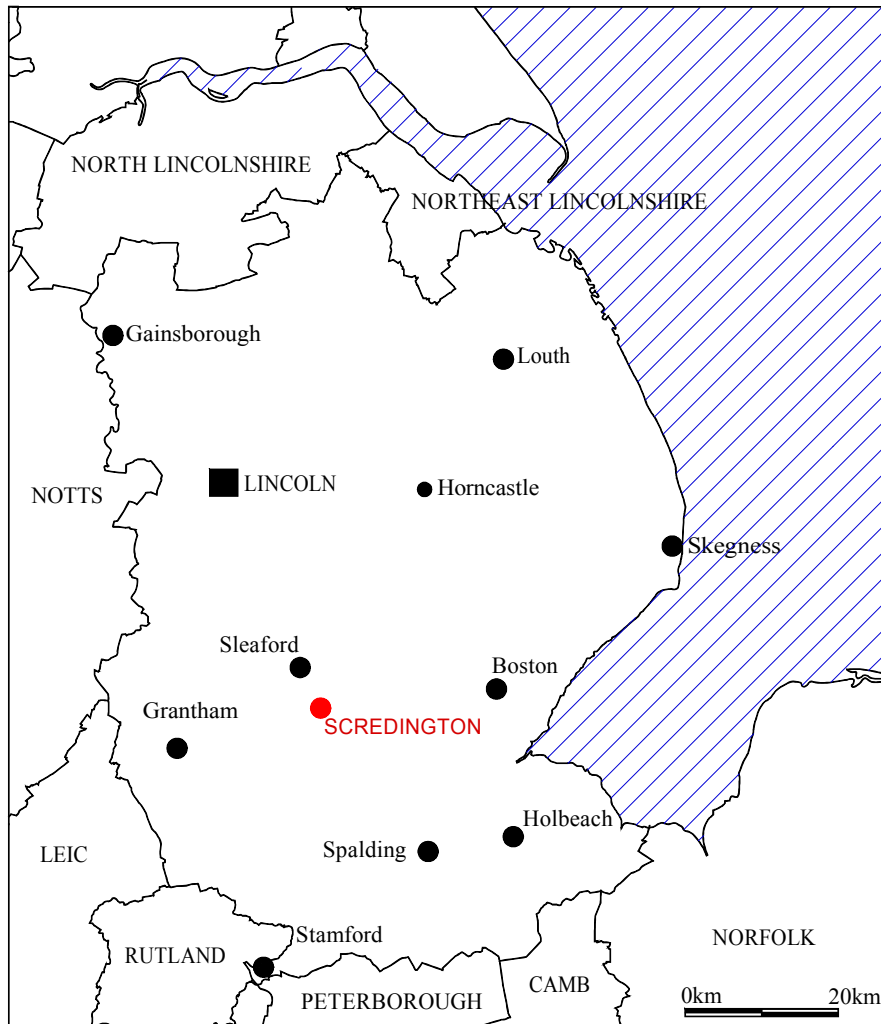 NORTH LINCOLNSHIRE
NORTHEAST LINCOLNSHIRE
Gainsborough
Louth
NOTTS
LINCOLN
Horncastle
Skegness
Sleaford
Boston
Grantham
SCREDINGTON
Holbeach
LEIC
Spalding
Stamford
RUTLAND
NORFOLK
CAMB
PETERBOROUGH
0km
20km